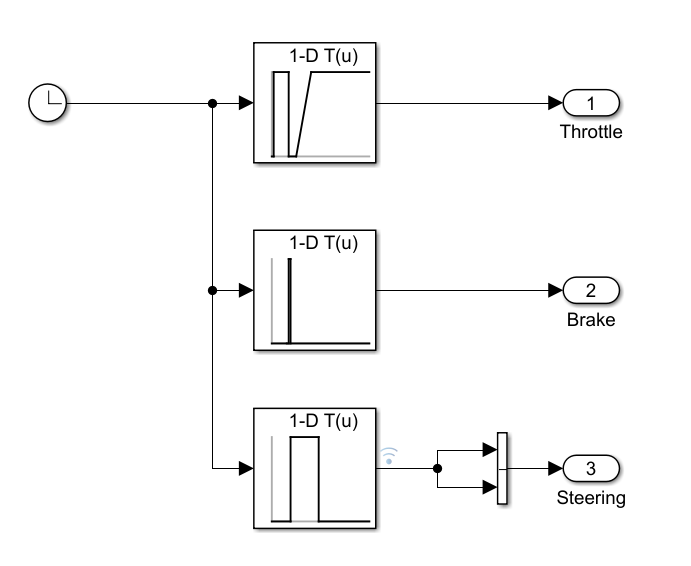 1-D T(u)
1
Throttle
1-D T(u)
2
Brake
1-D T(u)
3
Steering